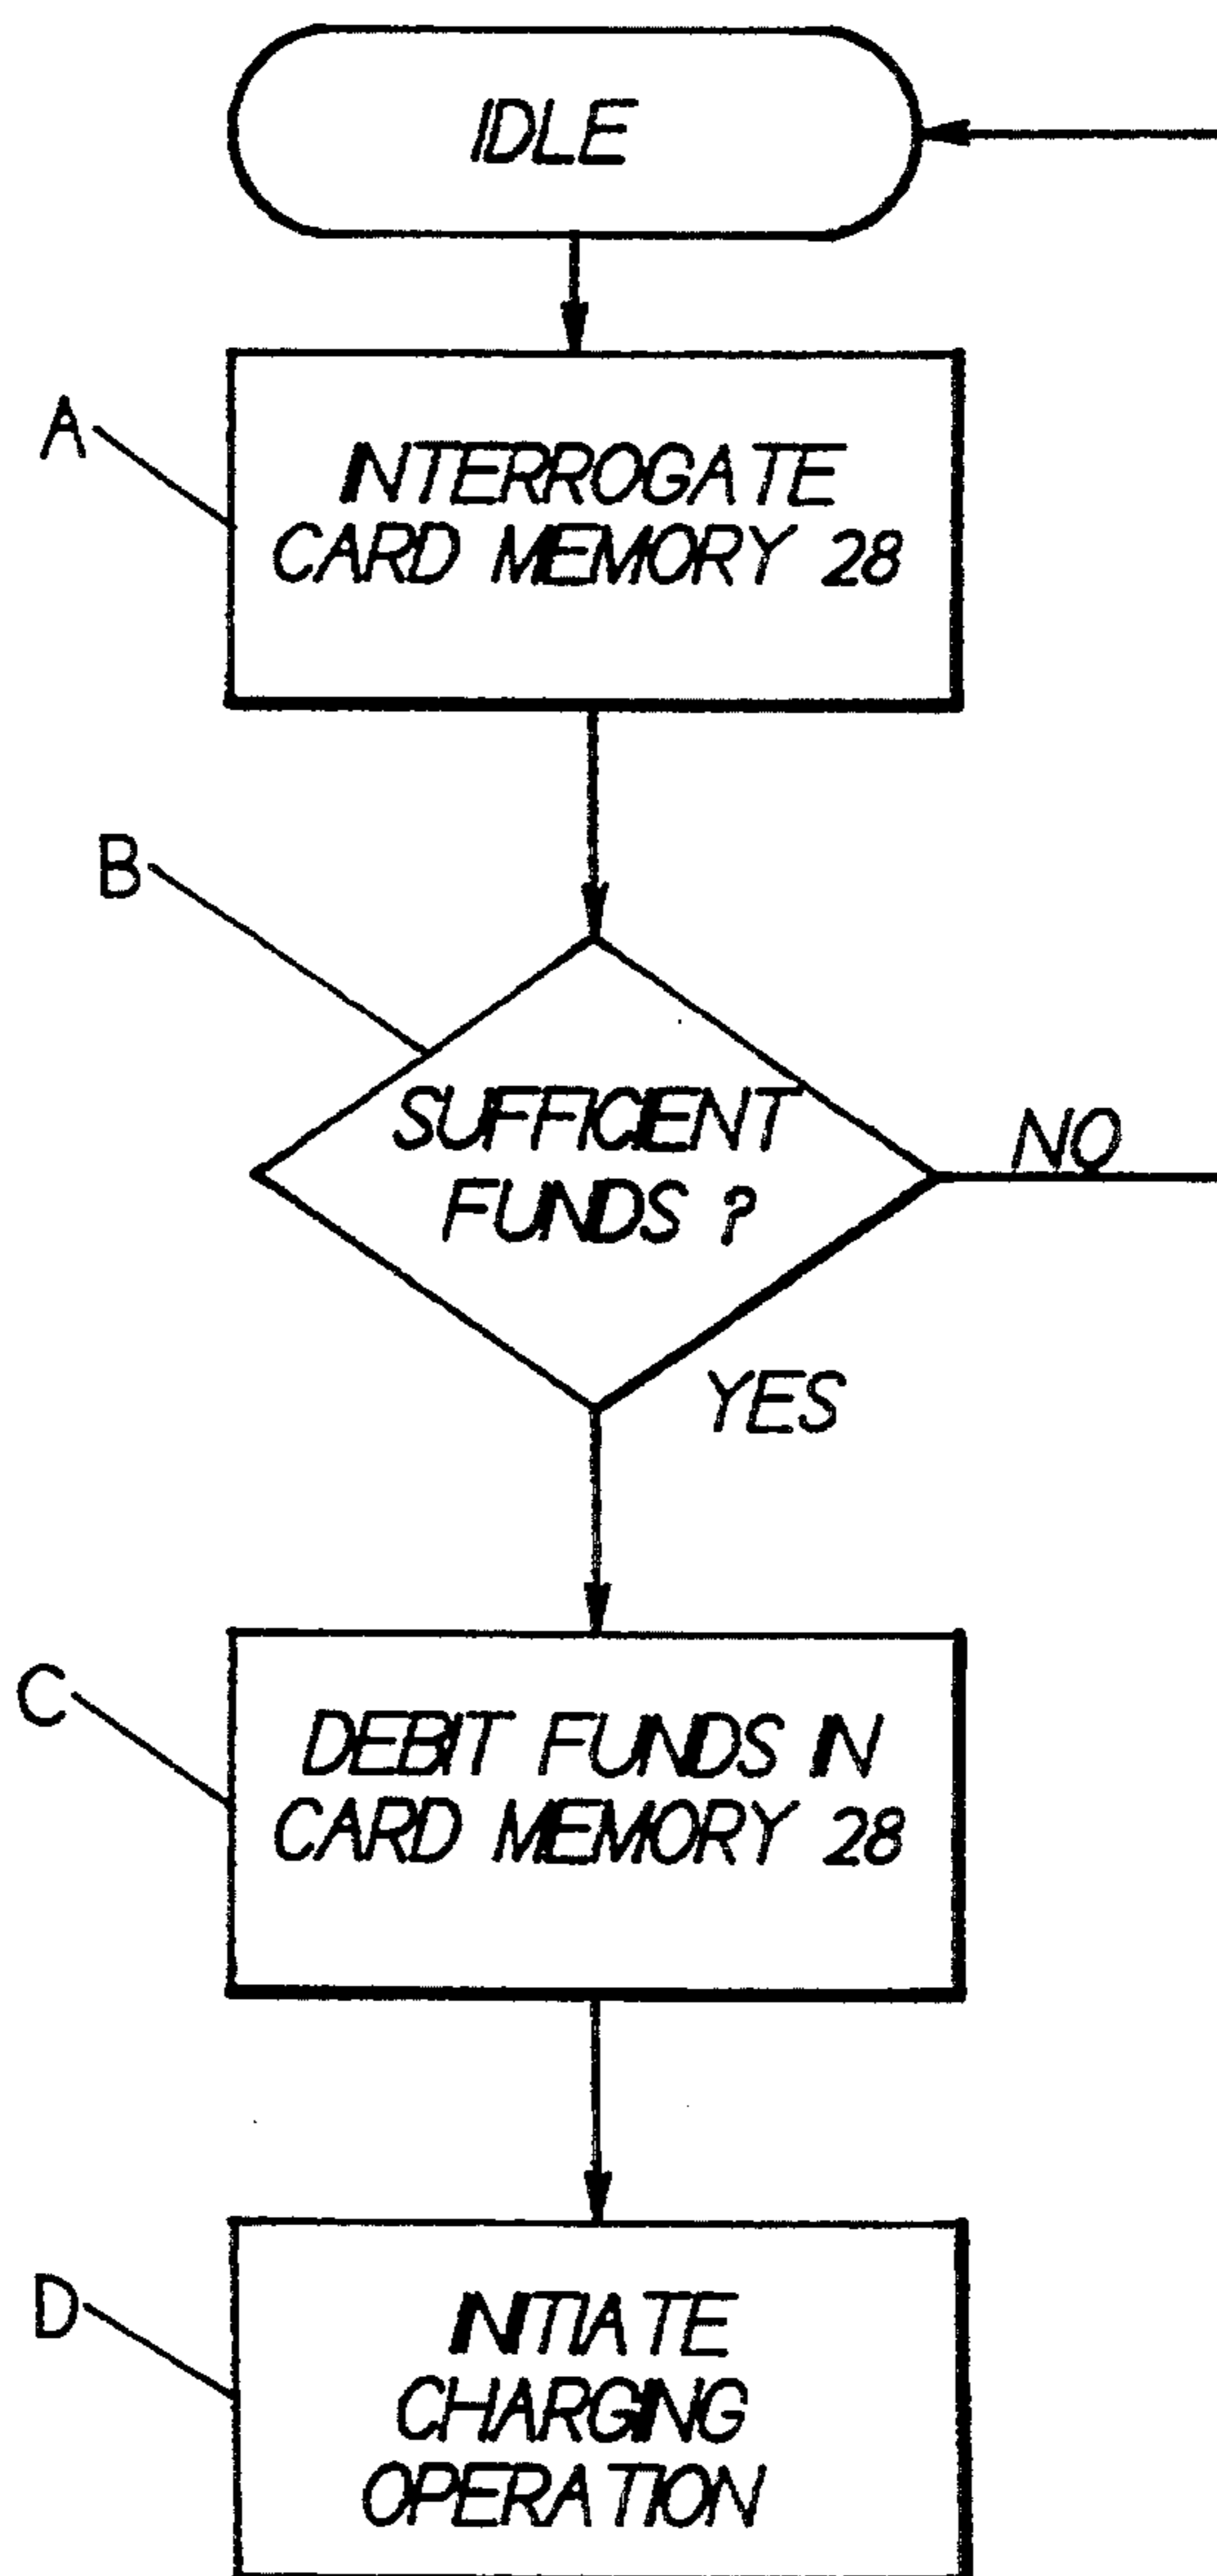 IDLE
A
INTERROGATE
CARD MEMORY 28
B
SUFFICIENT
FUNDS ?
NO
YES
C
DEBIT FUNDS IN
CARD MEMORY 28
D
INITIATE
CHARGING
OPERATION